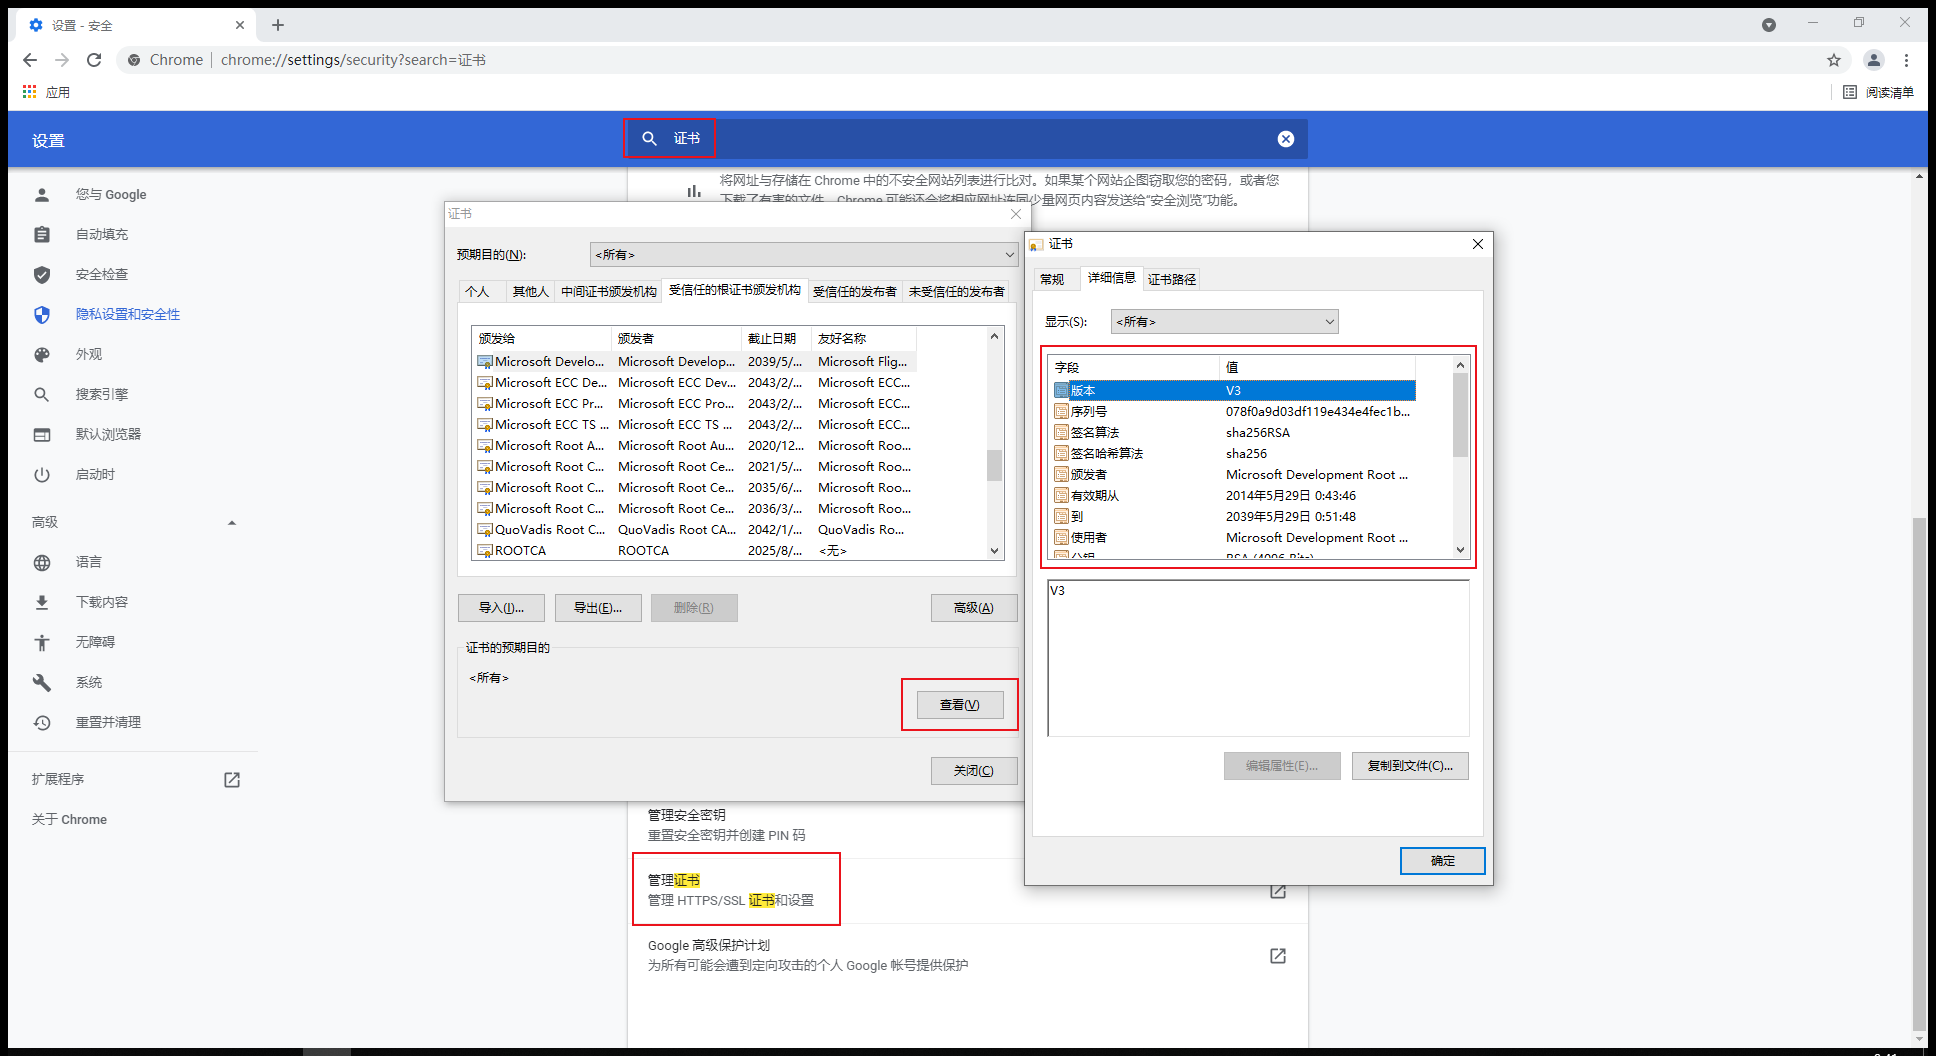 设置 - 安全
Chrome
chrome://settings/security?search=证书
应用
阅读清单
设置
证书
您与 Google
自动填充
安全检查
隐私设置和安全性
外观
搜索引擎
默认浏览器
启动时
高级
语言
下载内容
无障碍
系统
重置并清理
扩展程序
关于 Chrome
将网址与存储在 Chrome 中的不安全网站列表进行比对。如果某个网站企图窃取您的密码，或者您
下载了有害的文件，Chrome 可能还会将相应网址连同少量网页内容发送给“安全浏览”功能。
证书
预期目的(N):
<所有>
个人 其他人 中间证书颁发机构 受信任的根证书颁发机构 受信任的发布者 未受信任的发布者
颁发给 颁发者 截止日期 友好名称
Microsoft Develo... Microsoft Develop... 2039/5/... Microsoft Flig...
Microsoft ECC De... Microsoft ECC Dev... 2043/2/... Microsoft ECC...
Microsoft ECC Pr... Microsoft ECC Pro... 2043/2/... Microsoft ECC...
Microsoft ECC TS ... Microsoft ECC TS ... 2043/2/... Microsoft ECC...
Microsoft Root A... Microsoft Root Au... 2020/12... Microsoft Roo...
Microsoft Root C... Microsoft Root Ce... 2021/5/... Microsoft Roo...
Microsoft Root C... Microsoft Root Ce... 2035/6/... Microsoft Roo...
Microsoft Root C... Microsoft Root Ce... 2036/3/... Microsoft Roo...
QuoVadis Root C... QuoVadis Root CA... 2042/1/... QuoVadis Ro...
ROOTCA ROOTCA 2025/8/... <无>
导入(I)... 导出(E)... 删除(R) 高级(A)
证书的预期目的
<所有>
查看(V)
关闭(C)
证书
常规 详细信息 证书路径
显示(S): <所有>
字段 值
版本 V3
序列号 078f0a9d03df119e434e4fec1b...
签名算法 sha256RSA
签名哈希算法 sha256
颁发者 Microsoft Development Root ...
有效期从 2014年5月29日 0:43:46
到 2039年5月29日 0:51:48
使用者 Microsoft Development Root ...
公钥 RSA (4096 Bits)
V3
编辑属性(E)... 复制到文件(C)...
确定
管理安全密钥
重置安全密钥并创建 PIN 码
管理证书
管理 HTTPS/SSL 证书和设置
Google 高级保护计划
为所有可能会遭到定向攻击的个人 Google 帐号提供保护